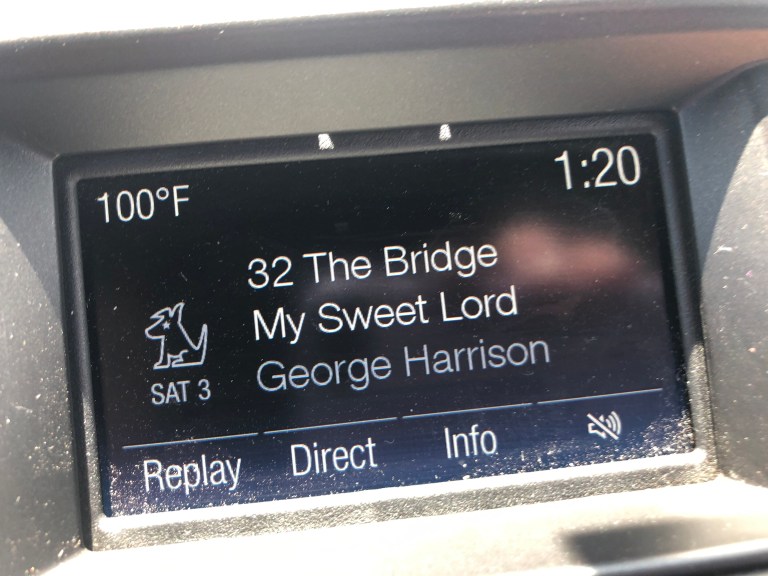 100°F
1:20
32 The Bridge
My Sweet Lord
George Harrison
SAT 3
Replay Direct Info